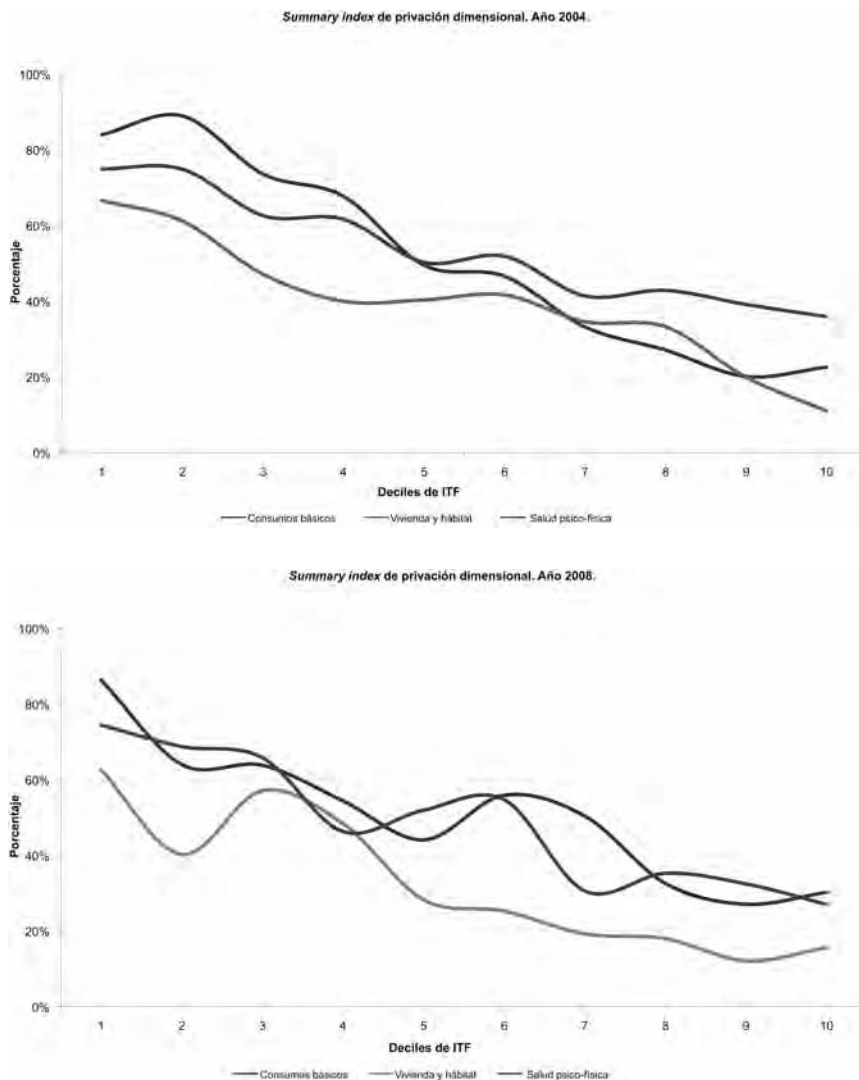 Summary index de privación dimensional. Año 2004.
100%
80%
60%
40%
20%
0%
Porcentaje
1 2 3 4 5 6 7 8 9 10
Deciles de ITF
Consumos básicos Vivienda y hábitat Salud psico-física
Summary index de privación dimensional. Año 2008.
100%
80%
60%
40%
20%
0%
Porcentaje
1 2 3 4 5 6 7 8 9 10
Deciles de ITF
Consumos básicos Vivienda y hábitat Salud psico-física